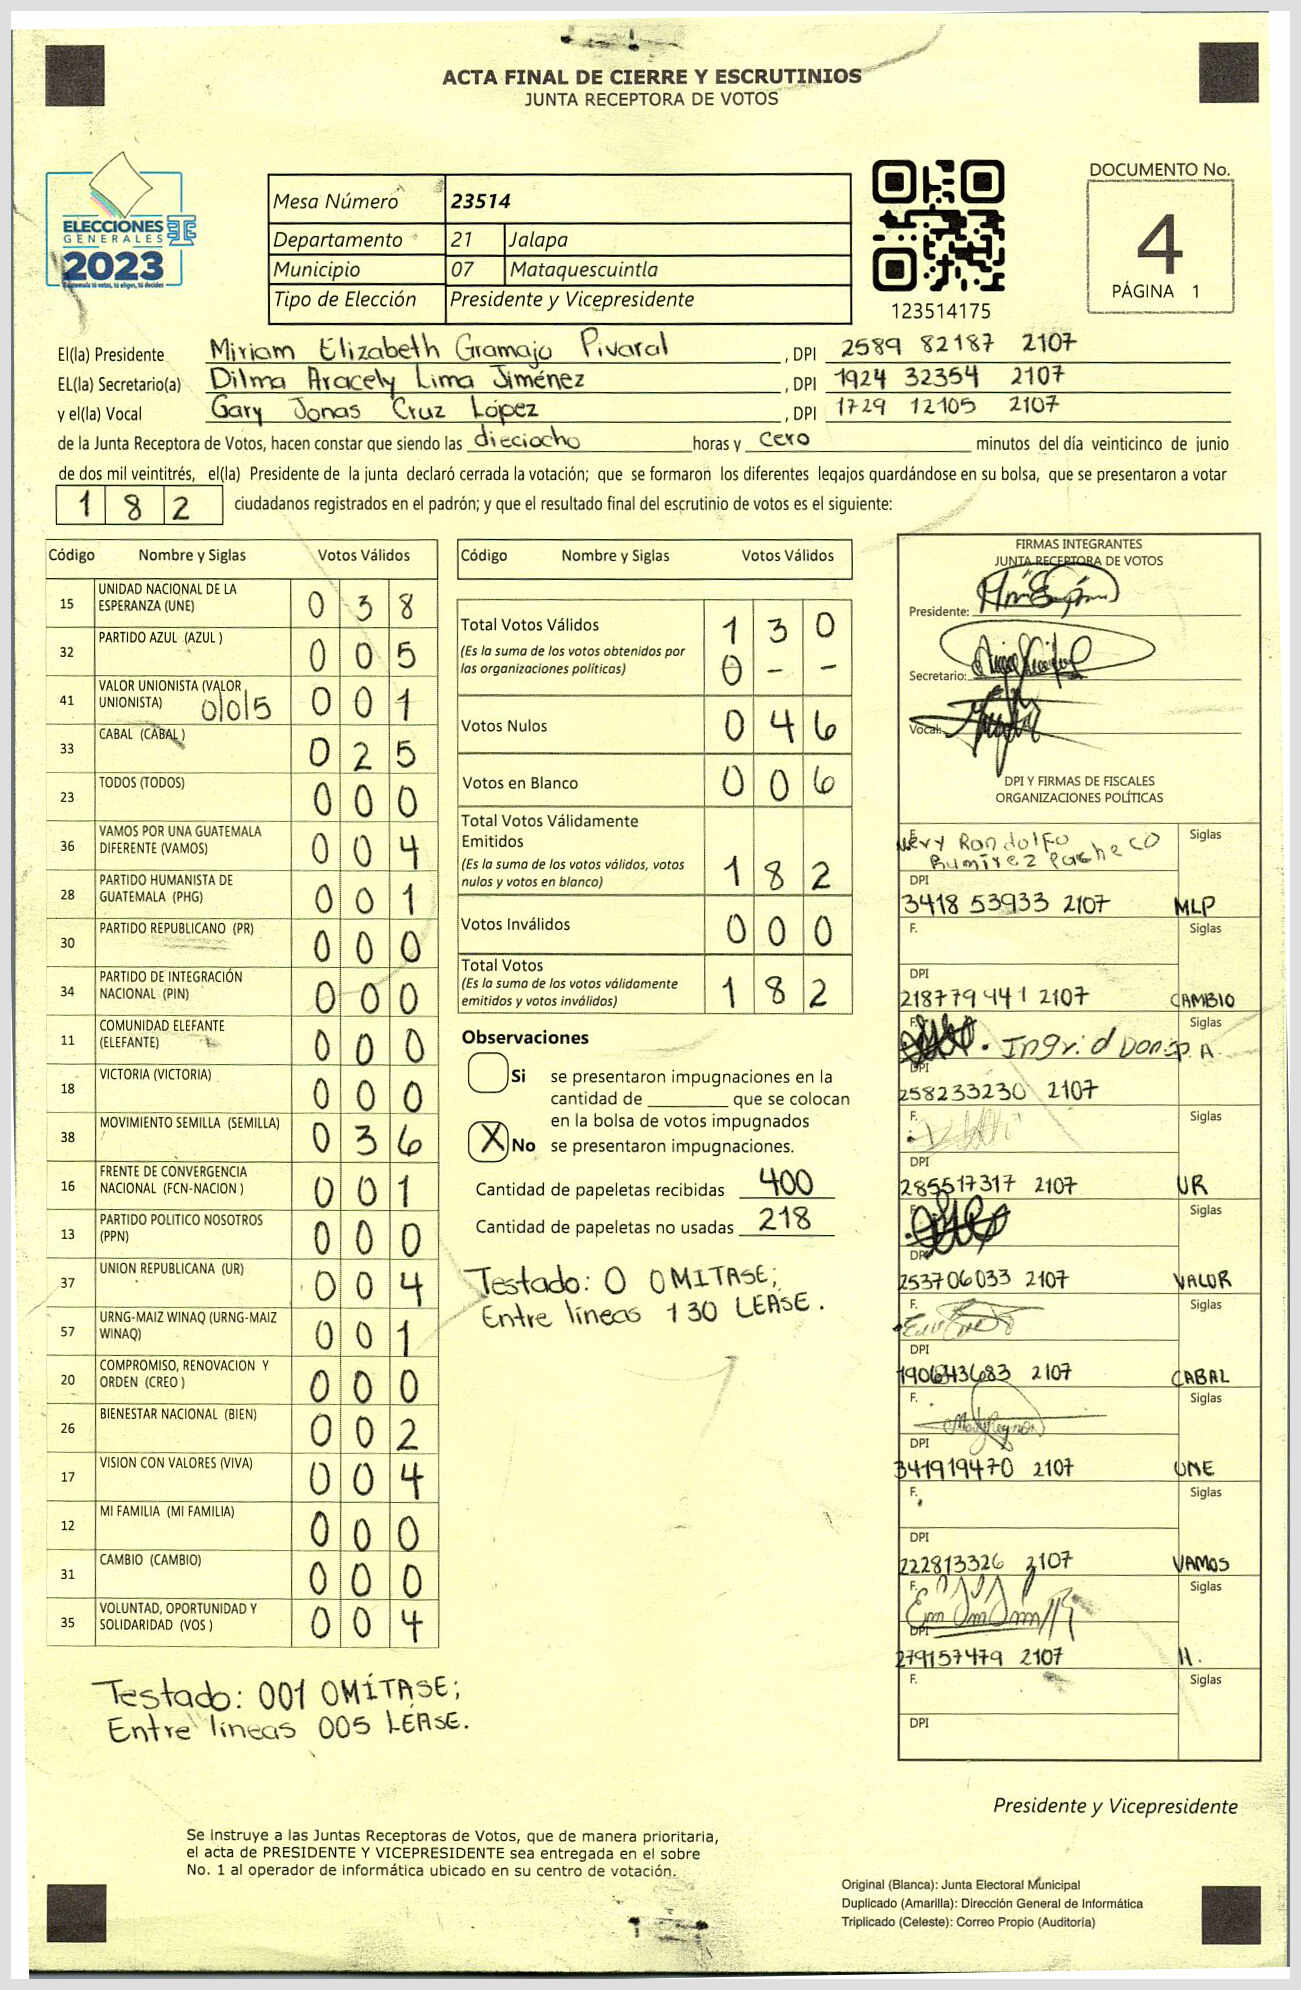 ACTA FINAL DE CIERRE Y ESCRUTINIOS
JUNTA RECEPTORA DE VOTOS
ELECCIONES
GENERALES
2023
Mesa Número 23514
Departamento 21 Jalapa
Municipio 07 Mataquescuintla
Tipo de Elección Presidente y Vicepresidente
123514175
DOCUMENTO No.
4
PÁGINA 1
El(la) Presidente Miriam Elizabeth Gramajo Pivaral , DPI 2589 82187 2107
EL(la) Secretario(a) Dilma Aracely Lima Jiménez , DPI 1924 32354 2107
y el(la) Vocal Gary Jonas Cruz López , DPI 1729 12105 2107
de la Junta Receptora de Votos, hacen constar que siendo las dieciocho horas y cero minutos del día veinticinco de junio
de dos mil veintitrés, el(la) Presidente de la junta declaró cerrada la votación; que se formaron los diferentes legajos quardándose en su bolsa, que se presentaron a votar
182 ciudadanos registrados en el padrón; y que el resultado final del escrutinio de votos es el siguiente:
Código Nombre y Siglas Votos Válidos
15 UNIDAD NACIONAL DE LA
ESPERANZA (UNE) 0 3 8
32 PARTIDO AZUL (AZUL ) 0 0 5
41 VALOR UNIONISTA (VALOR
UNIONISTA) 0|0|5 0 0 1
33 CABAL (CABAL ) 0 2 5
23 TODOS (TODOS) 0 0 0
36 VAMOS POR UNA GUATEMALA
DIFERENTE (VAMOS) 0 0 4
28 PARTIDO HUMANISTA DE
GUATEMALA (PHG) 0 0 1
30 PARTIDO REPUBLICANO (PR) 0 0 0
34 PARTIDO DE INTEGRACIÓN
NACIONAL (PIN) 0 0 0
11 COMUNIDAD ELEFANTE
(ELEFANTE) 0 0 0
18 VICTORIA (VICTORIA) 0 0 0
38 MOVIMIENTO SEMILLA (SEMILLA) 0 3 6
16 FRENTE DE CONVERGENCIA
NACIONAL (FCN-NACION ) 0 0 1
13 PARTIDO POLITICO NOSOTROS
(PPN) 0 0 0
37 UNION REPUBLICANA (UR) 0 0 4
57 URNG-MAIZ WINAQ (URNG-MAIZ
WINAQ) 0 0 1
20 COMPROMISO, RENOVACION Y
ORDEN (CREO ) 0 0 0
26 BIENESTAR NACIONAL (BIEN) 0 0 2
17 VISION CON VALORES (VIVA) 0 0 4
12 MI FAMILIA (MI FAMILIA) 0 0 0
31 CAMBIO (CAMBIO) 0 0 0
35 VOLUNTAD, OPORTUNIDAD Y
SOLIDARIDAD (VOS ) 0 0 4
Testado: 001 OMÍTASE;
Entre líneas 005 LÉASE.
Código Nombre y Siglas Votos Válidos
Total Votos Válidos 1 3 0
(Es la suma de los votos obtenidos por
las organizaciones políticas) 0 - -
Votos Nulos 0 4 6
Votos en Blanco 0 0 6
Total Votos Válidamente
Emitidos
(Es la suma de los votos válidos, votos
nulos y votos en blanco) 1 8 2
Votos Inválidos 0 0 0
Total Votos
(Es la suma de los votos válidamente
emitidos y votos inválidos) 1 8 2
Observaciones
Si se presentaron impugnaciones en la
cantidad de ________ que se colocan
en la bolsa de votos impugnados
X No se presentaron impugnaciones.
Cantidad de papeletas recibidas 400
Cantidad de papeletas no usadas 218
Testado: 0 OMITASE;
Entre líneas 130 LEASE.
FIRMAS INTEGRANTES
JUNTA RECEPTORA DE VOTOS
Presidente:
Secretario:
Vocal:
DPI Y FIRMAS DE FISCALES
ORGANIZACIONES POLÍTICAS
Nery Rondolfo Siglas
Ramirez Pacheco
DPI
3418 53933 2107 MLP
F. Siglas
DPI
218779441 2107 CAMBIO
F. Siglas
Ingrid
DPI
258233230 2107
F. Siglas
DPI
285517317 2107 UR
Siglas
DPI
253706033 2107 VALOR
F. Siglas
DPI
190643683 2107 CABAL
F. Siglas
DPI
341919470 2107 UNE
F. Siglas
DPI
222813326 2107 VAMOS
F. Siglas
DPI
279157479 2107 H.
F. Siglas
DPI
Presidente y Vicepresidente
Se instruye a las Juntas Receptoras de Votos, que de manera prioritaria,
el acta de PRESIDENTE Y VICEPRESIDENTE sea entregada en el sobre
No. 1 al operador de informática ubicado en su centro de votación.
Original (Blanca): Junta Electoral Municipal
Duplicado (Amarilla): Dirección General de Informática
Triplicado (Celeste): Correo Propio (Auditoría)